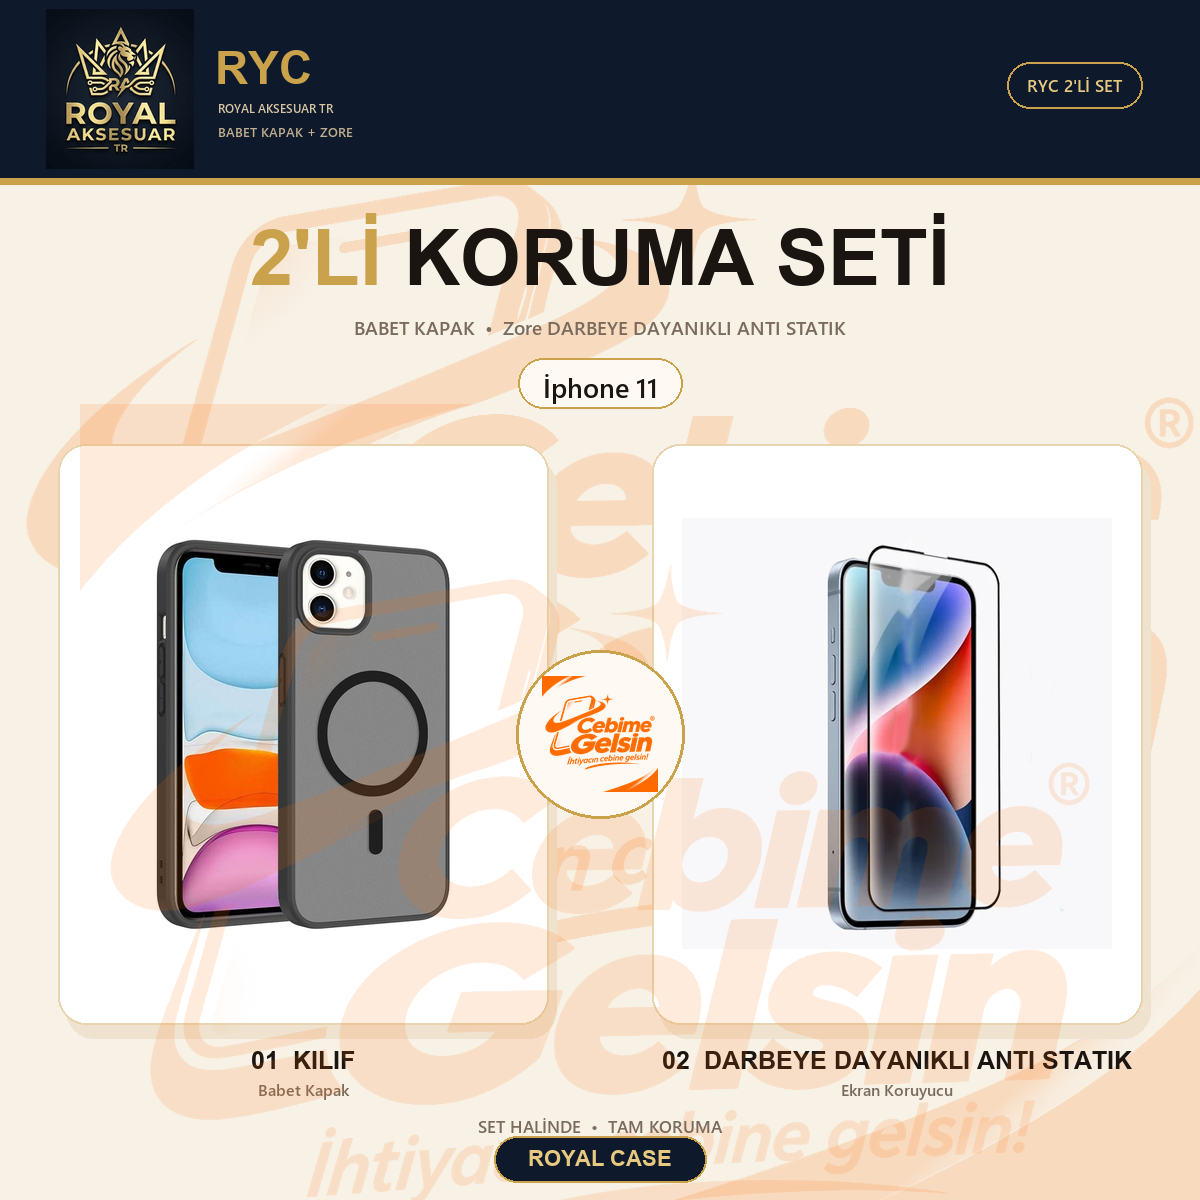 ROYAL
AKSESUAR
TR
RYC
ROYAL AKSESUAR TR
BABET KAPAK + ZORE
RYC 2'Lİ SET
2'Lİ KORUMA SETİ
BABET KAPAK • Zore DARBEYE DAYANIKLI ANTI STATIK
İphone 11
®
Cebime®
Gelsin
İhtiyacın cebine gelsin!
Cebime®
Gelsin
01 KILIF
Babet Kapak
02 DARBEYE DAYANIKLI ANTI STATIK
Ekran Koruyucu
SET HALİNDE • TAM KORUMA
ROYAL CASE